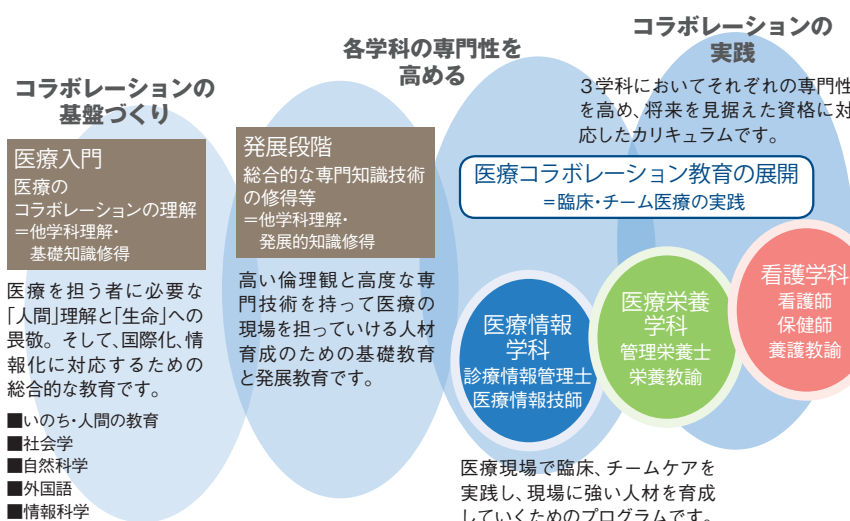 コラボレーションの
基盤づくり
医療入門
医療の
コラボレーションの理解
＝他学科理解・
基礎知識修得
医療を担う者に必要な
「人間」理解と「生命」への
畏敬。そして、国際化、情
報化に対応するための
総合的な教育です。
■いのち・人間の教育
■社会学
■自然科学
■外国語
■情報科学
各学科の専門性を
高める
発展段階
総合的な専門知識技術
の修得等
＝他学科理解・
発展的知識修得
高い倫理観と高度な専
門技術を持って医療の
現場を担っていける人材
育成のための基礎教育
と発展教育です。
コラボレーションの
実践
3学科においてそれぞれの専門性
を高め、将来を見据えた資格に対
応したカリキュラムです。
医療コラボレーション教育の展開
＝臨床・チーム医療の実践
医療情報
学科
診療情報管理士
医療情報技師
医療栄養
学科
管理栄養士
栄養教諭
看護学科
看護師
保健師
養護教諭
医療現場で臨床、チームケアを
実践し、現場に強い人材を育成
していくためのプログラムです。